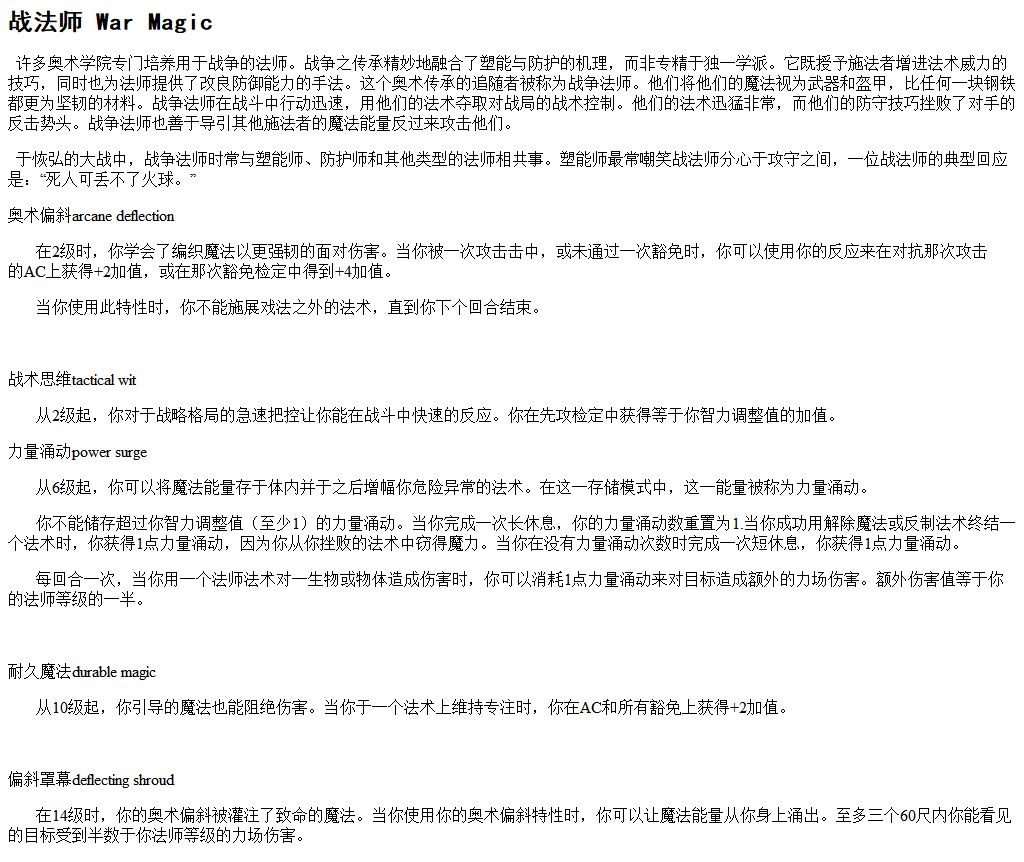 战法师 War Magic
许多奥术学院专门培养用于战争的法师。战争之传承精妙地融合了塑能与防护的机理，而非专精于独一学派。它既授予施法者增进法术威力的
技巧，同时也为法师提供了改良防御能力的手法。这个奥术传承的追随者被称为战争法师。他们将他们的魔法视为武器和盔甲，比任何一块钢铁
都更为坚韧的材料。战争法师在战斗中行动迅速，用他们的法术夺取对战局的战术控制。他们的法术迅猛非常，而他们的防守技巧挫败了对手的
反击势头。战争法师也善于导引其他施法者的魔法能量反过来攻击他们。
于恢弘的大战中，战争法师时常与塑能师、防护师和其他类型的法师相共事。塑能师最常嘲笑战法师分心于攻守之间，一位战法师的典型回应
是：“死人可丢不了火球。”
奥术偏斜arcane deflection
在2级时，你学会了编织魔法以更强韧的面对伤害。当你被一次攻击击中，或未通过一次豁免时，你可以使用你的反应来在对抗那次攻击
的AC上获得+2加值，或在那次豁免检定中得到+4加值。
当你使用此特性时，你不能施展戏法之外的法术，直到你下个回合结束。
战术思维tactical wit
从2级起，你对于战略格局的急速把控让你能在战斗中快速的反应。你在先攻检定中获得等于你智力调整值的加值。
力量涌动power surge
从6级起，你可以将魔法能量存于体内并于之后增幅你危险异常的法术。在这一存储模式中，这一能量被称为力量涌动。
你不能储存超过你智力调整值（至少1）的力量涌动。当你完成一次长休息，你的力量涌动数重置为1.当你成功用解除魔法或反制法术终结一
个法术时，你获得1点力量涌动，因为你从你挫败的法术中窃得魔力。当你在没有力量涌动次数时完成一次短休息，你获得1点力量涌动。
每回合一次，当你用一个法师法术对一生物或物体造成伤害时，你可以消耗1点力量涌动来对目标造成额外的力场伤害。额外伤害值等于你
的法师等级的一半。
耐久魔法durable magic
从10级起，你引导的魔法也能阻绝伤害。当你于一个法术上维持专注时，你在AC和所有豁免上获得+2加值。
偏斜罩幕deflecting shroud
在14级时，你的奥术偏斜被灌注了致命的魔法。当你使用你的奥术偏斜特性时，你可以让魔法能量从你身上涌出。至多三个60尺内你能看见
的目标受到半数于你法师等级的力场伤害。